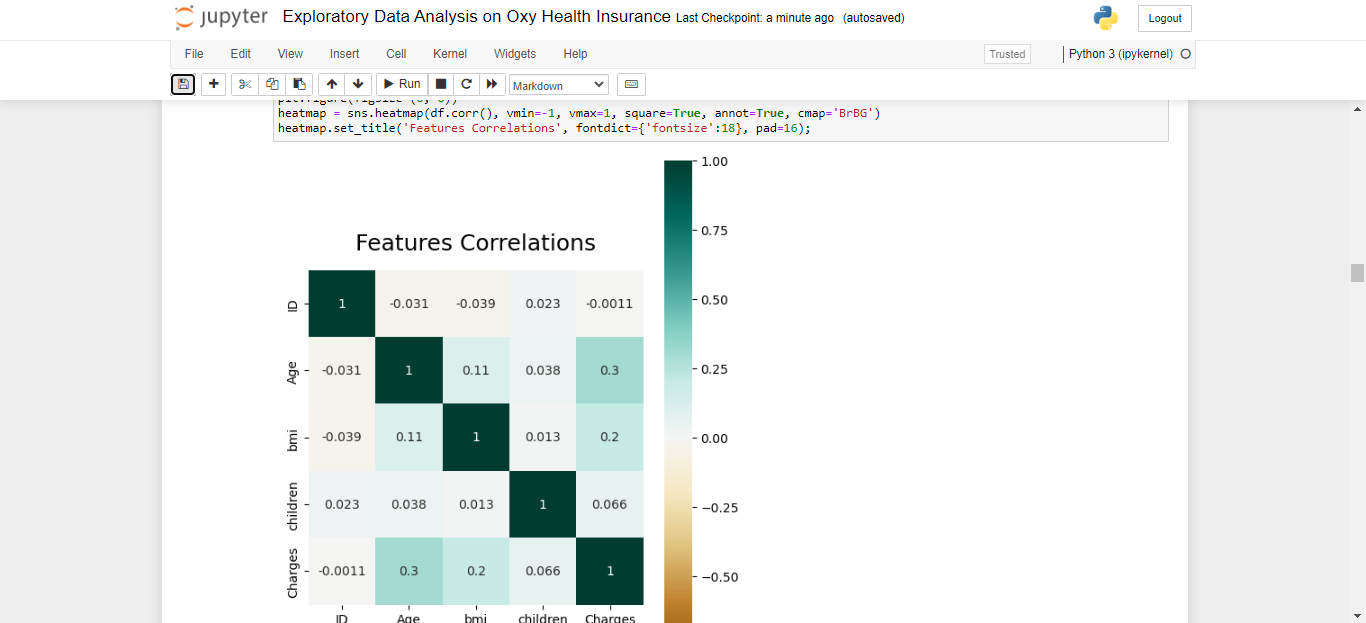 jupyter Exploratory Data Analysis on Oxy Health Insurance Last Checkpoint: a minute ago (autosaved) Logout
File Edit View Insert Cell Kernel Widgets Help Trusted Python 3 (ipykernel)
Run Markdown
heatmap = sns.heatmap(df.corr(), vmin=-1, vmax=1, square=True, annot=True, cmap='BrBG')
heatmap.set_title('Features Correlations', fontdict={'fontsize':18}, pad=16);
Features Correlations
ID 1 -0.031 -0.039 0.023 -0.0011
Age -0.031 1 0.11 0.038 0.3
bmi -0.039 0.11 1 0.013 0.2
children 0.023 0.038 0.013 1 0.066
Charges -0.0011 0.3 0.2 0.066 1
ID Age bmi children Charges
1.00
0.75
0.50
0.25
0.00
−0.25
−0.50